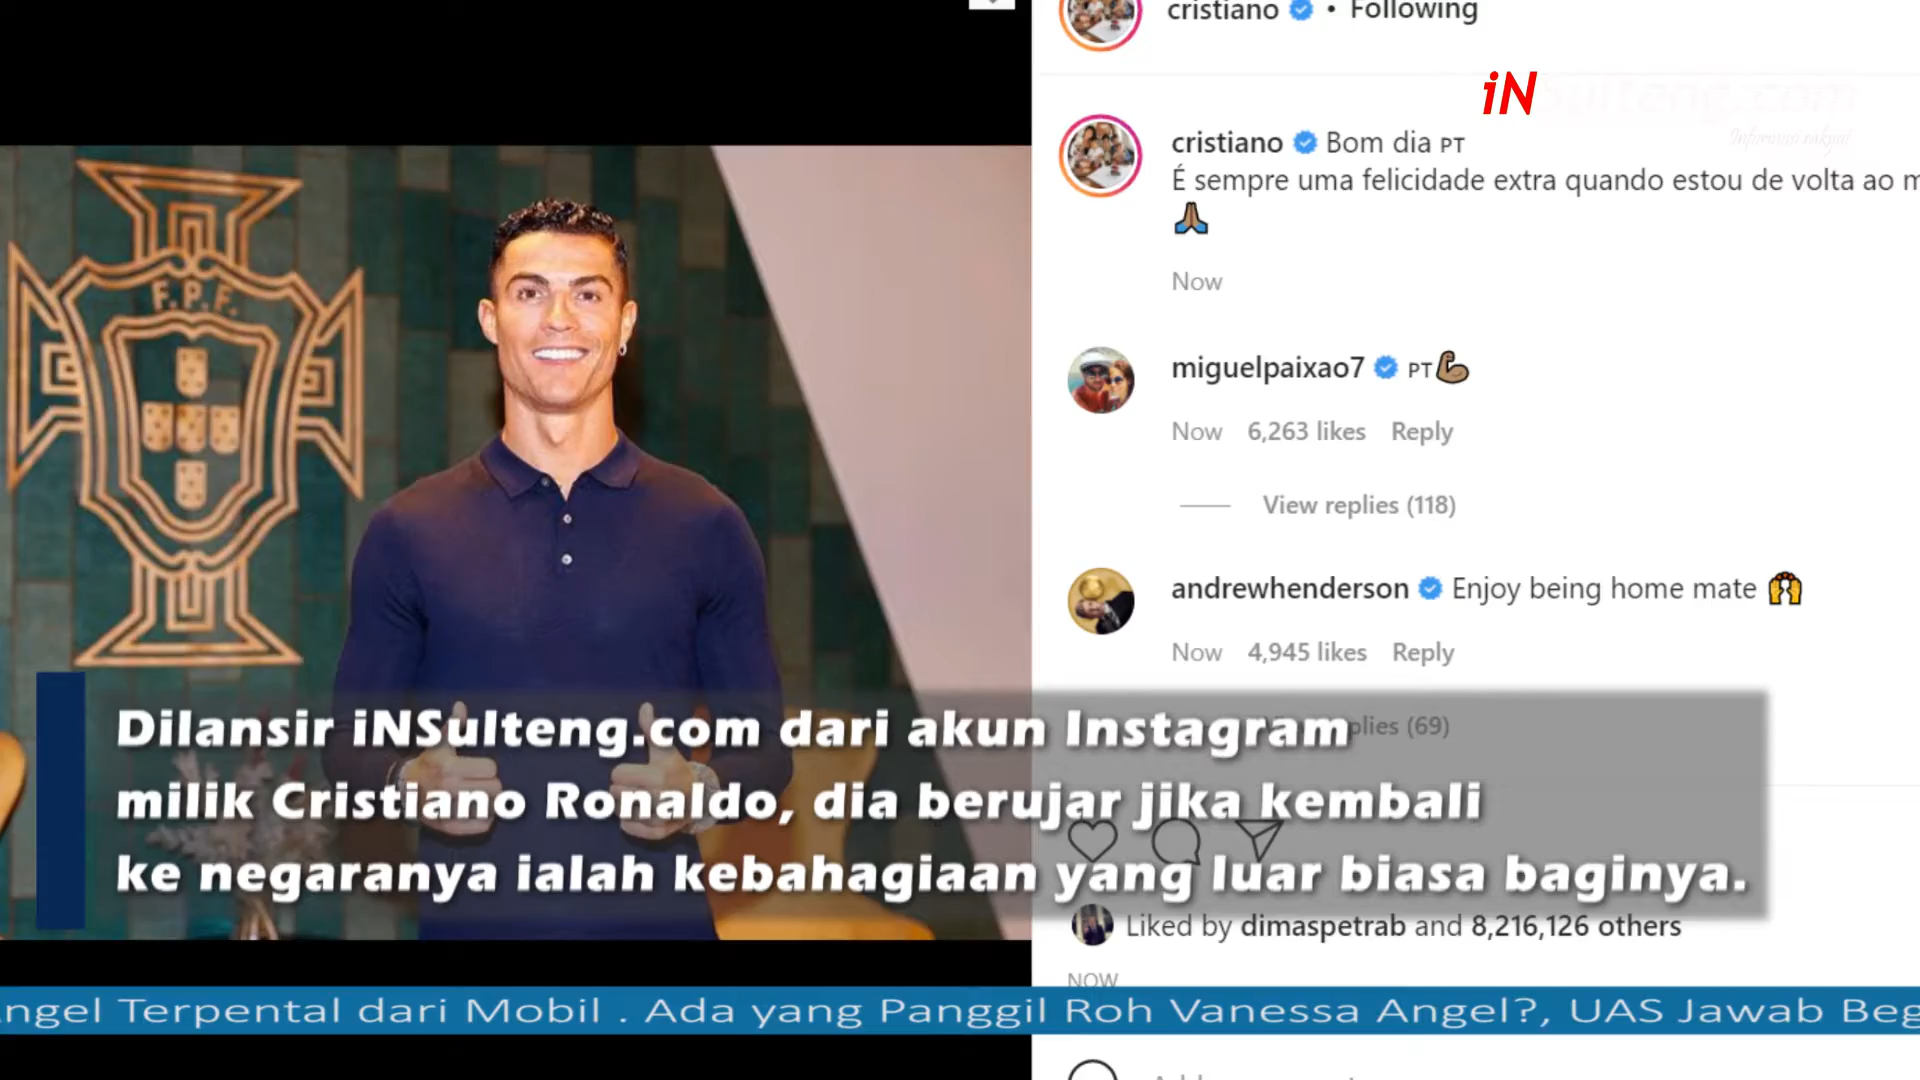 cristiano • Following
iNSulteng.com
Informasi rakyat
cristiano Bom dia PT
É sempre uma felicidade extra quando estou de volta ao
Now
F.P.F.
miguelpaixao7 PT
Now 6,263 likes Reply
View replies (118)
andrewhenderson Enjoy being home mate
Now 4,945 likes Reply
plies (69)
Dilansir iNSulteng.com dari akun Instagram
milik Cristiano Ronaldo, dia berujar jika kembali
ke negaranya ialah kebahagiaan yang luar biasa baginya.
Liked by dimaspetrab and 8,216,126 others
NOW
ngel Terpental dari Mobil . Ada yang Panggil Roh Vanessa Angel?, UAS Jawab Beg